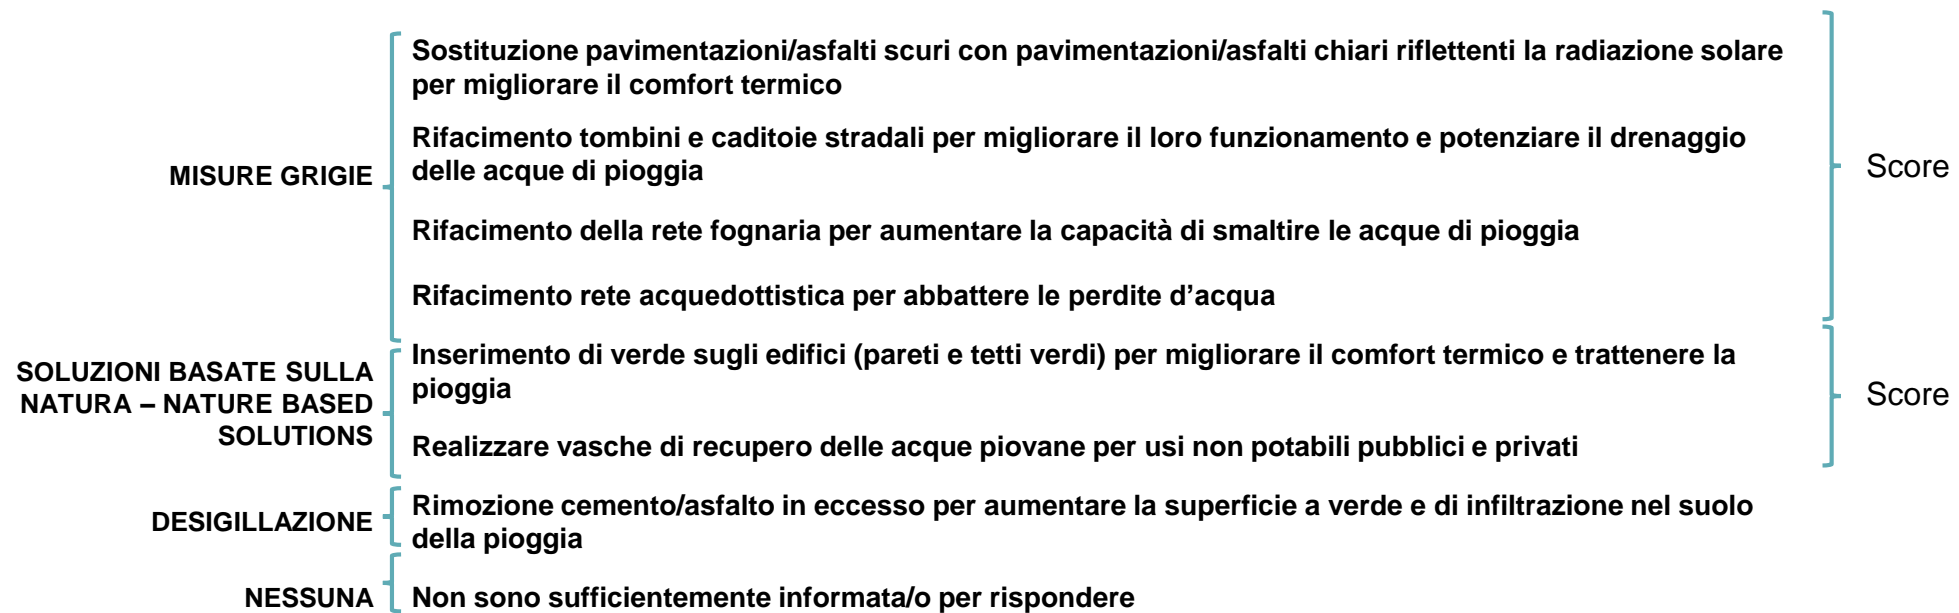 Sostituzione pavimentazioni/asfalti scuri con pavimentazioni/asfalti chiari riflettenti la radiazione solare
per migliorare il comfort termico
MISURE GRIGIE
Rifacimento tombini e caditoie stradali per migliorare il loro funzionamento e potenziare il drenaggio
delle acque di pioggia
Rifacimento della rete fognaria per aumentare la capacità di smaltire le acque di pioggia
Rifacimento rete acquedottistica per abbattere le perdite d’acqua
Score
SOLUZIONI BASATE SULLA
NATURA – NATURE BASED
SOLUTIONS
Inserimento di verde sugli edifici (pareti e tetti verdi) per migliorare il comfort termico e trattenere la
pioggia
Realizzare vasche di recupero delle acque piovane per usi non potabili pubblici e privati
Score
DESIGILLAZIONE
Rimozione cemento/asfalto in eccesso per aumentare la superficie a verde e di infiltrazione nel suolo
della pioggia
NESSUNA
Non sono sufficientemente informata/o per rispondere